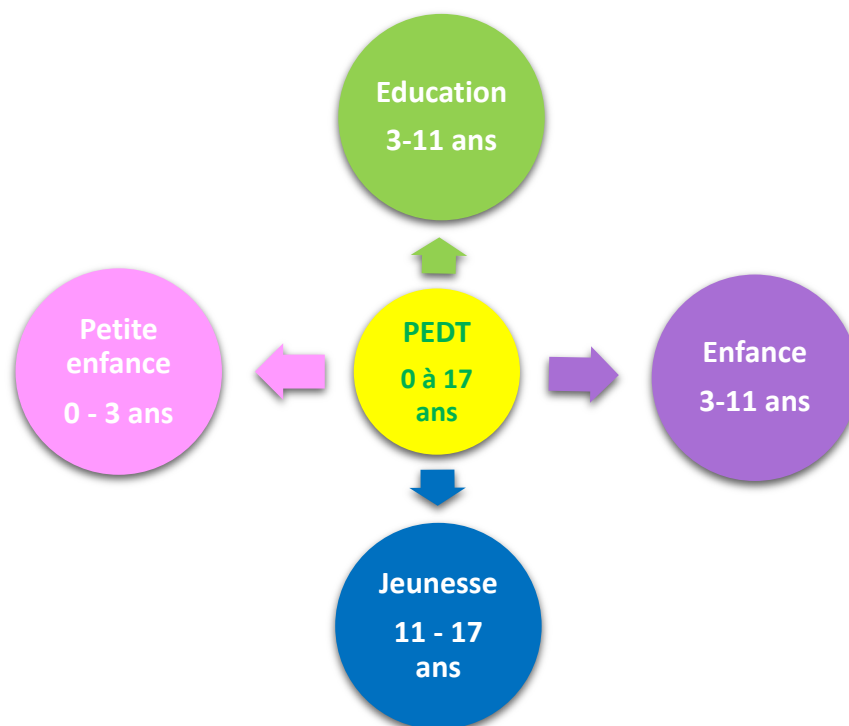 Education
3-11 ans
Petite
enfance
0 - 3 ans
PEDT
0 à 17
ans
Enfance
3-11 ans
Jeunesse
11 - 17
ans